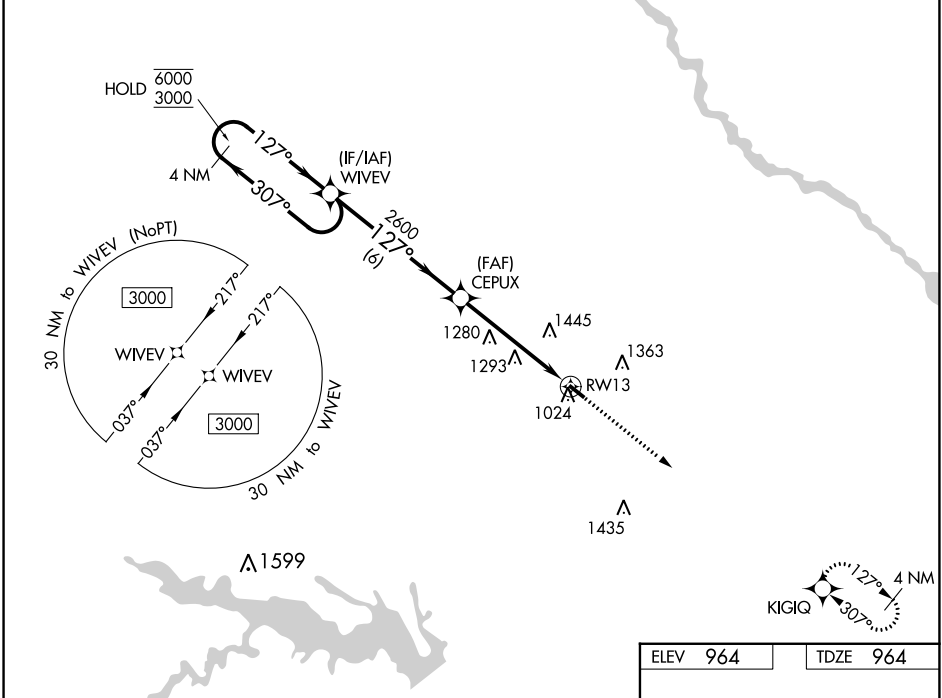 HOLD 6000
3000
127°
4 NM
307°
(IF/IAF)
WIVEV
2600
127°
(6)
(FAF)
CEPUX
30 NM to WIVEV (NoPT)
3000
217°
217°
WIVEV
WIVEV
037°
037°
3000
30 NM to WIVEV
1280
1445
1293
1363
RW13
1024
1435
1599
127°
4 NM
KIGIQ
307°
ELEV 964
TDZE 964